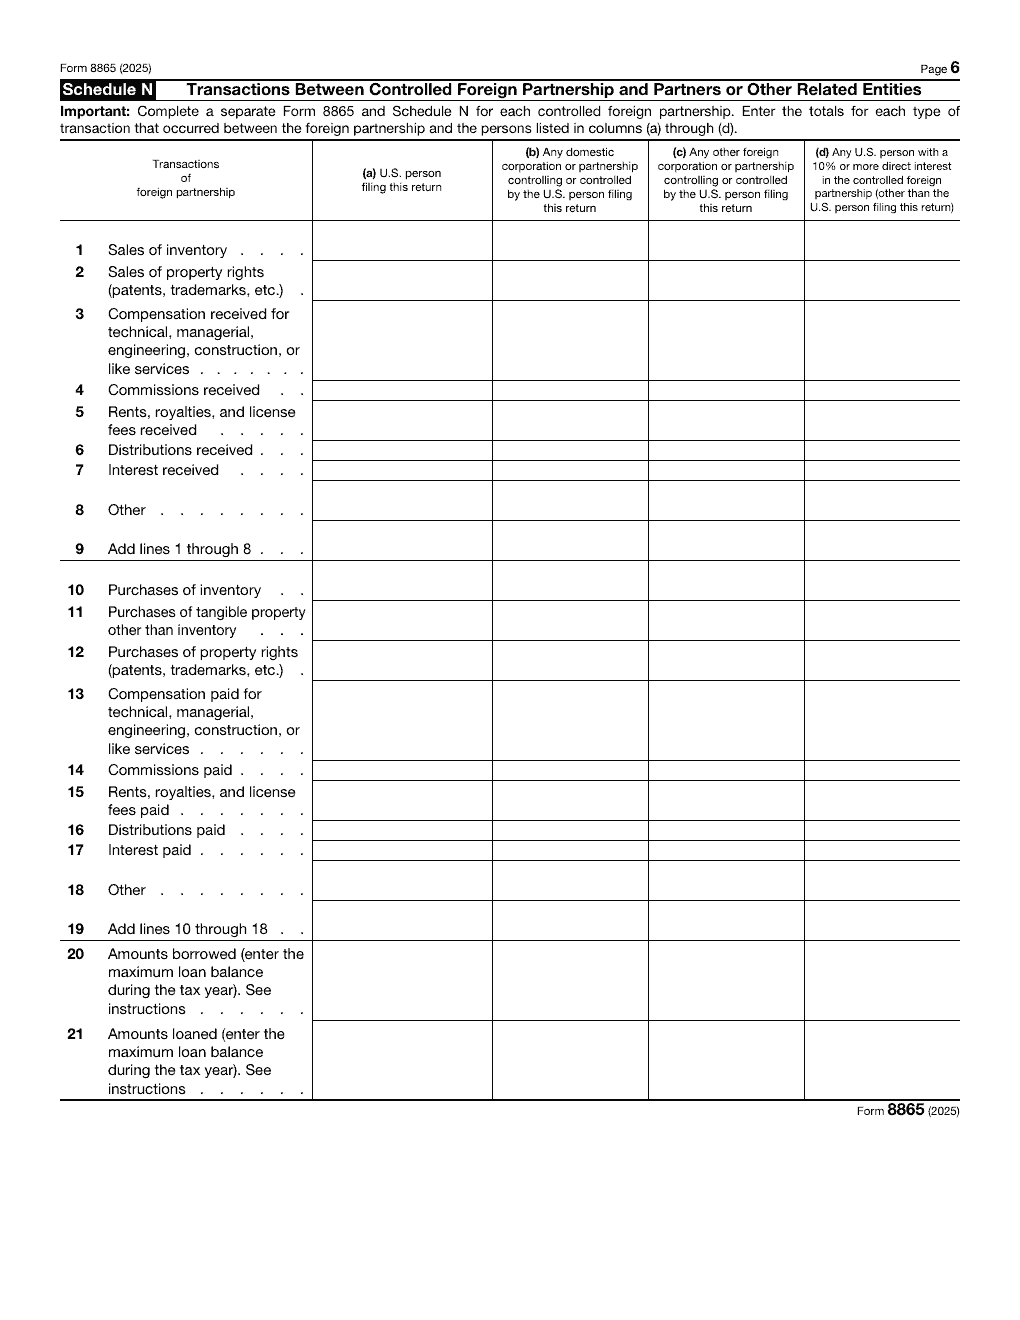 Form 8865 (2025) Page 6
Schedule N Transactions Between Controlled Foreign Partnership and Partners or Other Related Entities
Important: Complete a separate Form 8865 and Schedule N for each controlled foreign partnership. Enter the totals for each type of
transaction that occurred between the foreign partnership and the persons listed in columns (a) through (d).
Transactions
of
foreign partnership
(a) U.S. person
filing this return
(b) Any domestic
corporation or partnership
controlling or controlled
by the U.S. person filing
this return
(c) Any other foreign
corporation or partnership
controlling or controlled
by the U.S. person filing
this return
(d) Any U.S. person with a
10% or more direct interest
in the controlled foreign
partnership (other than the
U.S. person filing this return)
1 Sales of inventory . . . .
2 Sales of property rights
(patents, trademarks, etc.) .
3 Compensation received for
technical, managerial,
engineering, construction, or
like services . . . . . .
4 Commissions received . .
5 Rents, royalties, and license
fees received . . . . .
6 Distributions received . . .
7 Interest received . . . .
8 Other . . . . . . . .
9 Add lines 1 through 8 . . .
10 Purchases of inventory . .
11 Purchases of tangible property
other than inventory . . .
12 Purchases of property rights
(patents, trademarks, etc.) .
13 Compensation paid for
technical, managerial,
engineering, construction, or
like services . . . . . .
14 Commissions paid . . . .
15 Rents, royalties, and license
fees paid . . . . . . .
16 Distributions paid . . . .
17 Interest paid . . . . . .
18 Other . . . . . . . .
19 Add lines 10 through 18 . .
20 Amounts borrowed (enter the
maximum loan balance
during the tax year). See
instructions . . . . . .
21 Amounts loaned (enter the
maximum loan balance
during the tax year). See
instructions . . . . . .
Form 8865 (2025)